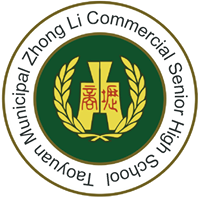 Taoyuan Municipal Zhong Li Commercial Senior High School
壢商